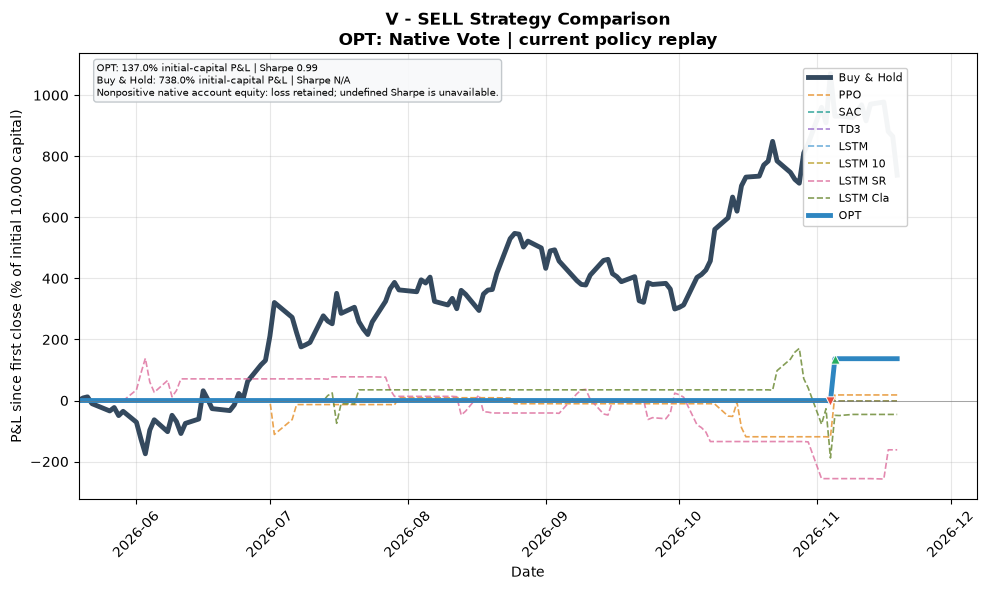 V - SELL Strategy Comparison
OPT: Native Vote | current policy replay
OPT: 137.0% initial-capital P&L | Sharpe 0.99
Buy & Hold: 738.0% initial-capital P&L | Sharpe N/A
Nonpositive native account equity: loss retained; undefined Sharpe is unavailable.
Buy & Hold
PPO
SAC
TD3
LSTM
LSTM 10
LSTM SR
LSTM Cla
OPT
P&L since first close (% of initial 10,000 capital)
1000
800
600
400
200
0
−200
2026-06
2026-07
2026-08
2026-09
2026-10
2026-11
2026-12
Date